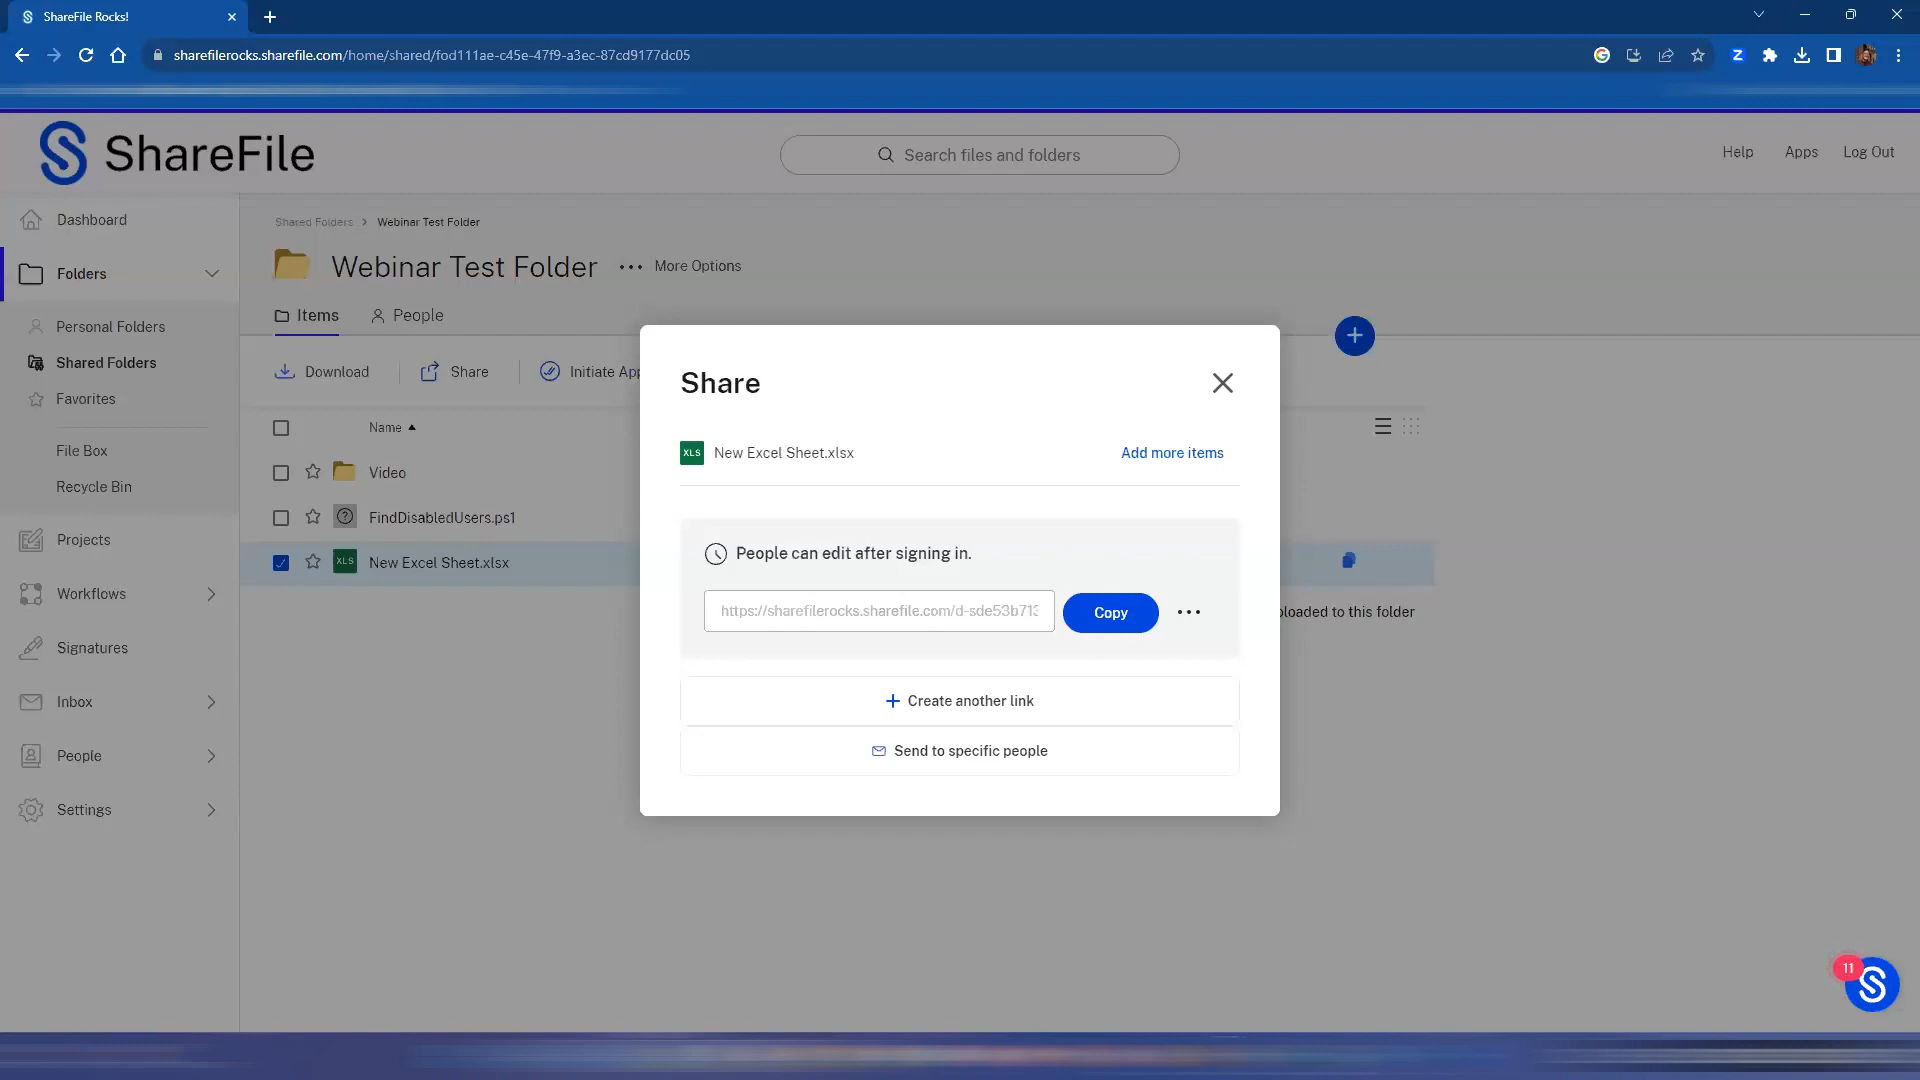 ShareFile Rocks!
sharefilerocks.sharefile.com/home/shared/fod111ae-c45e-47f9-a3ec-87cd9177dc05
ShareFile
Search files and folders
Help
Apps
Log Out
Dashboard
Folders
Personal Folders
Shared Folders
Favorites
File Box
Recycle Bin
Projects
Workflows
Signatures
Inbox
People
Settings
Shared Folders > Webinar Test Folder
Webinar Test Folder
More Options
Items
People
Download
Share
Initiate App
Name
Video
FindDisabledUsers.ps1
XLS New Excel Sheet.xlsx
ploaded to this folder
Share
XLS New Excel Sheet.xlsx
Add more items
People can edit after signing in.
https://sharefilerocks.sharefile.com/d-sde53b713
Copy
Create another link
Send to specific people
11